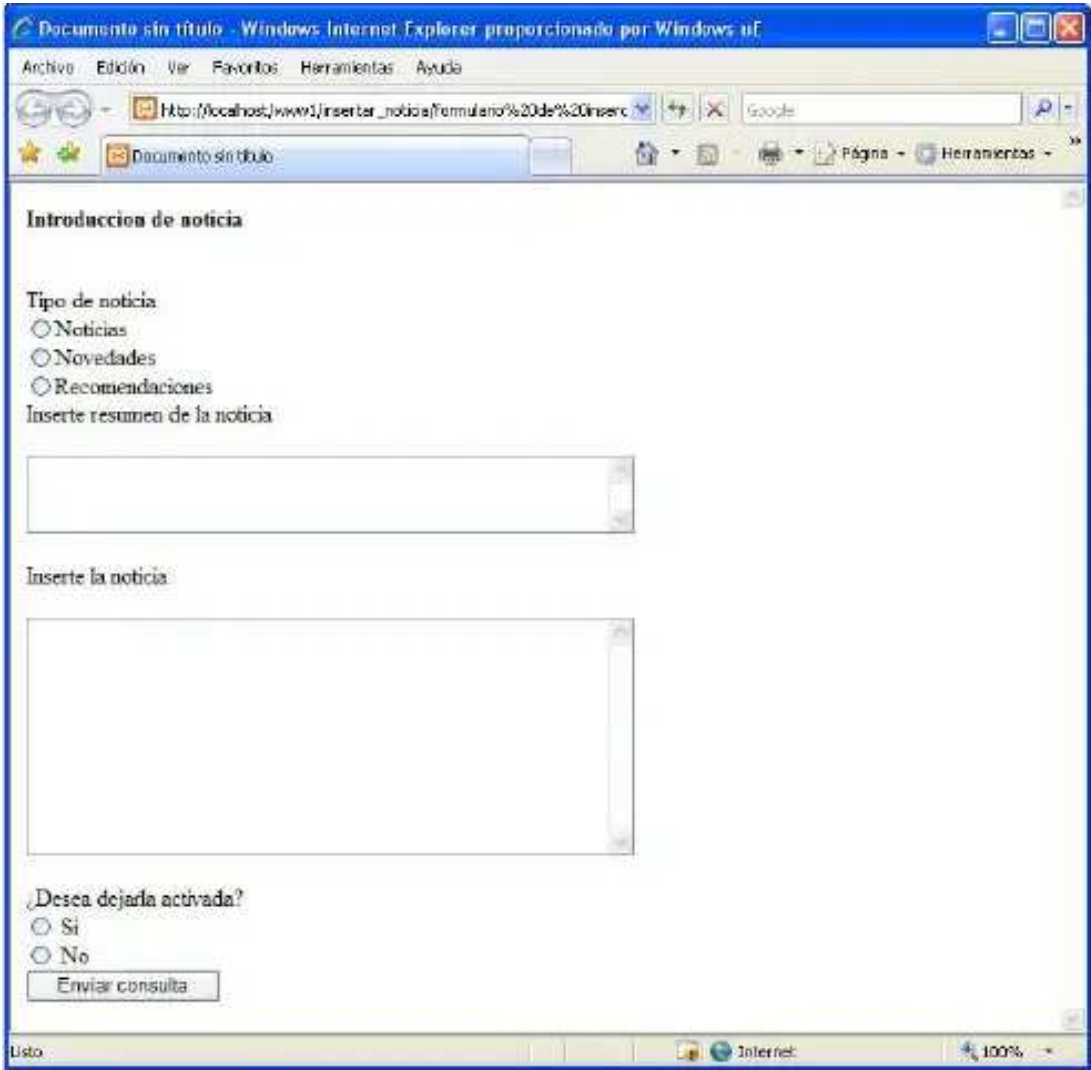 Documento sin título - Windows Internet Explorer proporcionado por Windows uE
Archivo Edición Ver Favoritos Herramientas Ayuda
http://localhost/www1/insertar_noticia/formulario%20de%20inserc
Google
Documento sin título
Página
Herramientas
Introduccion de noticia
Tipo de noticia
Noticias
Novedades
Recomendaciones
Inserte resumen de la noticia
Inserte la noticia
¿Desea dejarla activada?
Si
No
Enviar consulta
Listo
Internet
100%